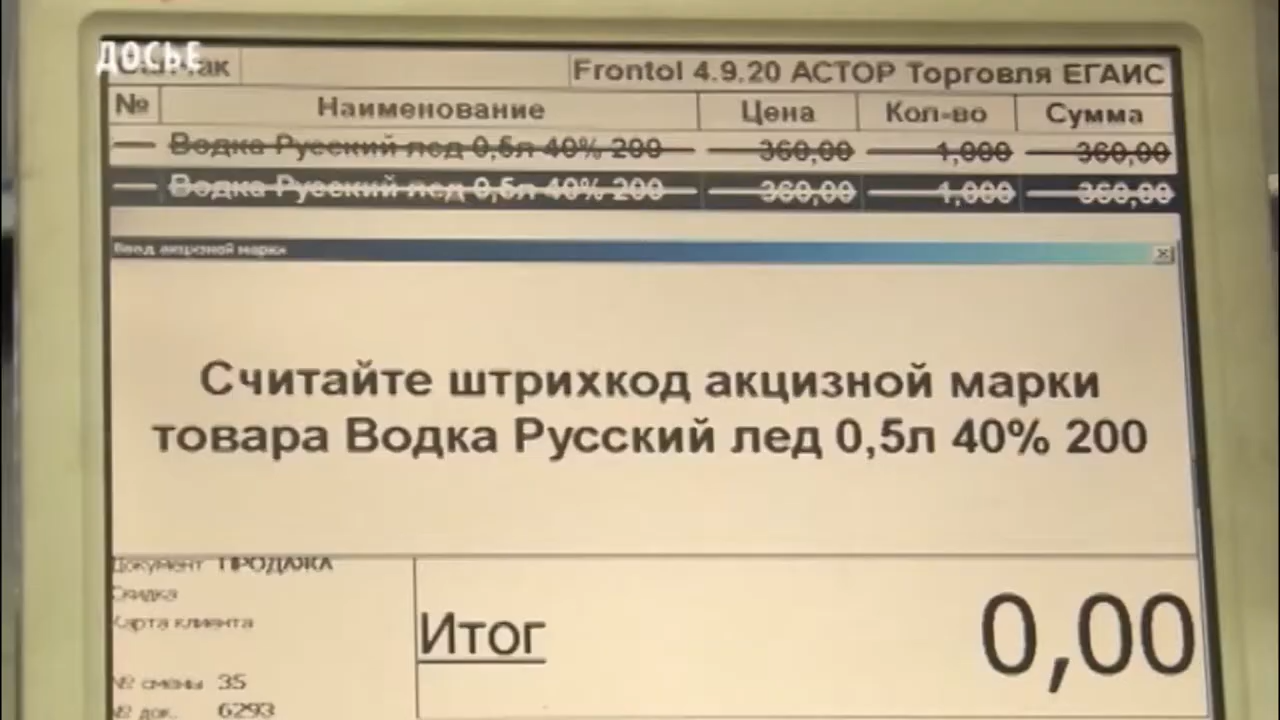 ДОСЬЕ
Frontol 4.9.20 АСТОР Торговля ЕГАИС
№ Наименование Цена Кол-во Сумма
Водка Русский лед 0,5л 40% 200 360,00 1,000 360,00
Водка Русский лед 0,5л 40% 200 360,00 1,000 360,00
Ввод акцизной марки
Считайте штрихкод акцизной марки
товара Водка Русский лед 0,5л 40% 200
Документ ПРОДАЖА
Скидка
Карта клиента
Итог 0,00
№ смены 35
№ док. 6293